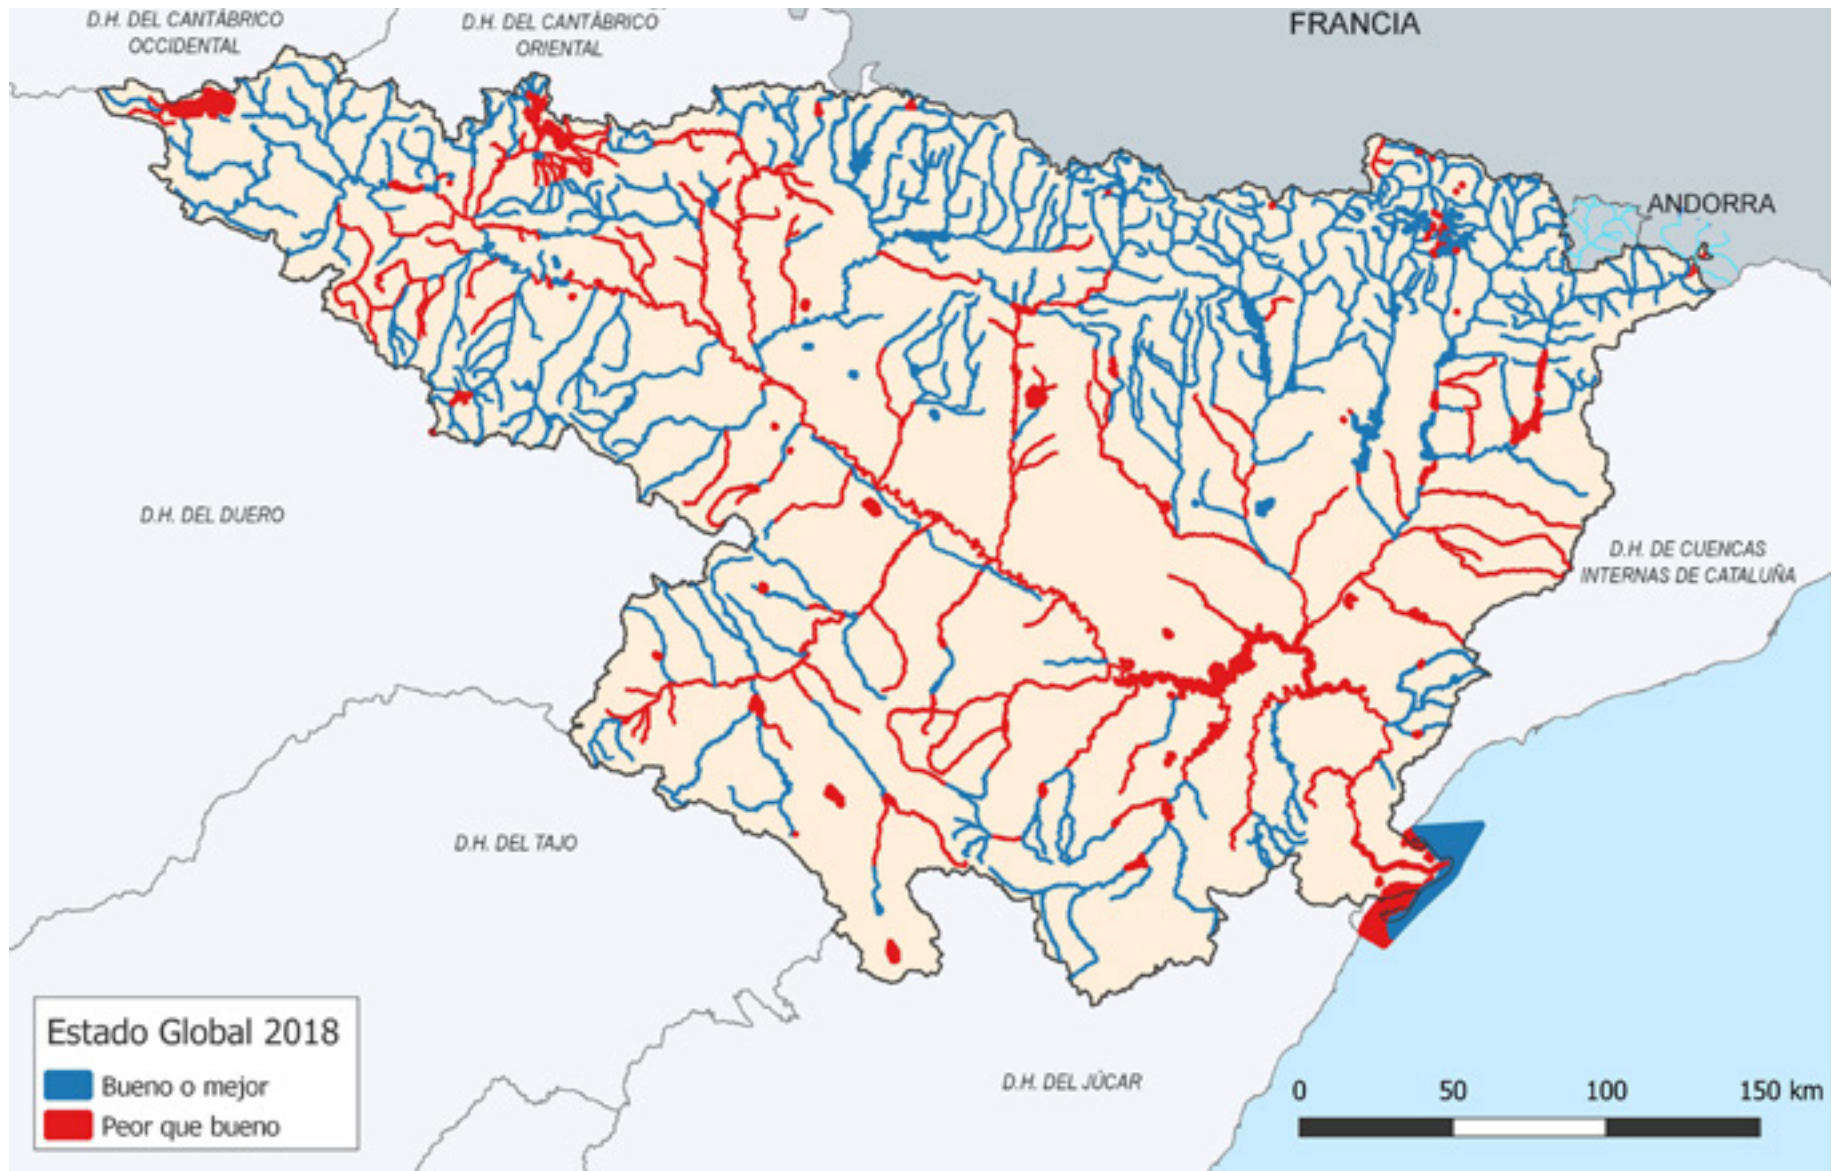 D.H. DEL CANTÁBRICO
OCCIDENTAL
D.H. DEL CANTÁBRICO
ORIENTAL
FRANCIA
ANDORRA
D.H. DEL DUERO
D.H. DE CUENCAS
INTERNAS DE CATALUÑA
D.H. DEL TAJO
D.H. DEL JÚCAR
Estado Global 2018
Bueno o mejor
Peor que bueno
0 50 100 150 km